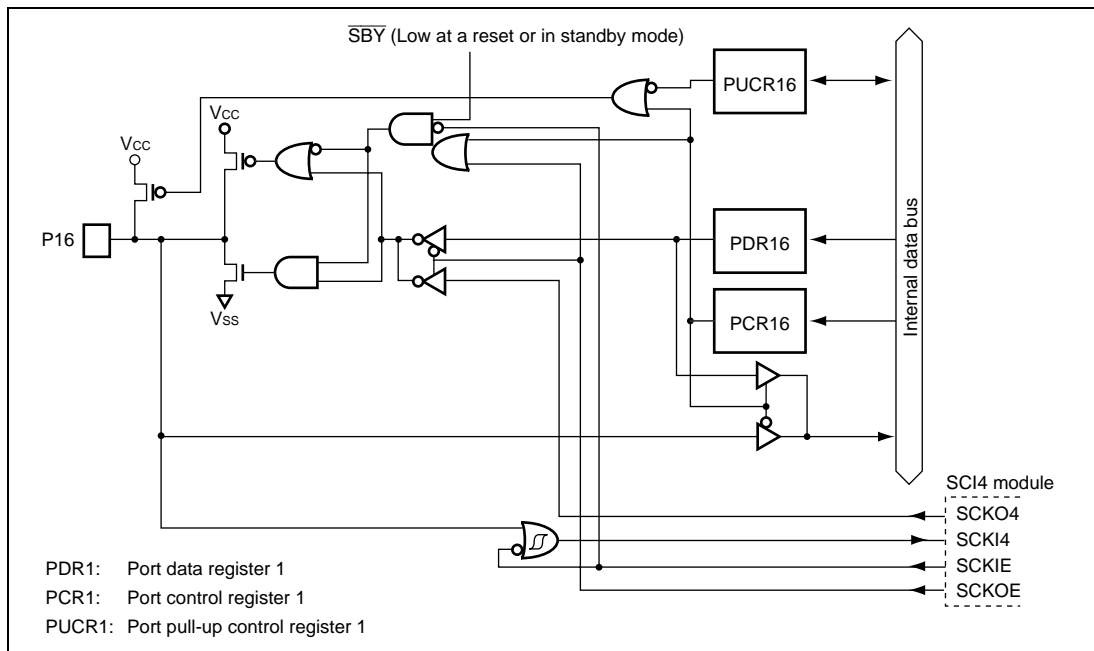 SBY (Low at a reset or in standby mode)
PUCR16
VCC
VCC
P16
PDR16
Internal data bus
PCR16
VSS
SCI4 module
SCKO4
SCKI4
SCKIE
SCKOE
PDR1: Port data register 1
PCR1: Port control register 1
PUCR1: Port pull-up control register 1